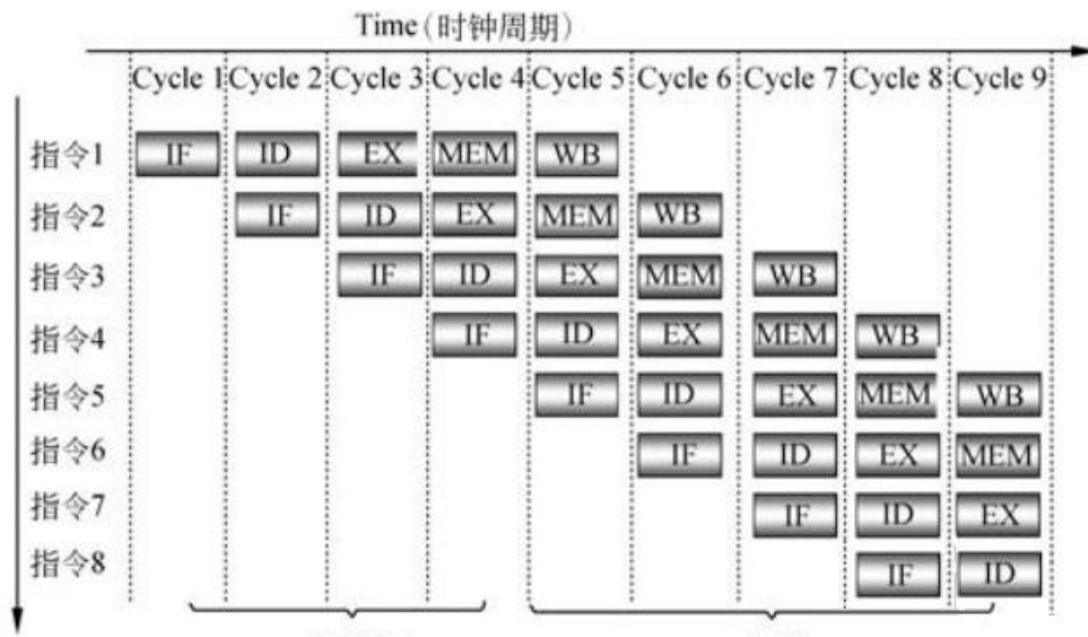 Time(时钟周期)
Cycle 1 Cycle 2 Cycle 3 Cycle 4 Cycle 5 Cycle 6 Cycle 7 Cycle 8 Cycle 9
指令1 IF ID EX MEM WB
指令2 IF ID EX MEM WB
指令3 IF ID EX MEM WB
指令4 IF ID EX MEM WB
指令5 IF ID EX MEM WB
指令6 IF ID EX MEM
指令7 IF ID EX
指令8 IF ID